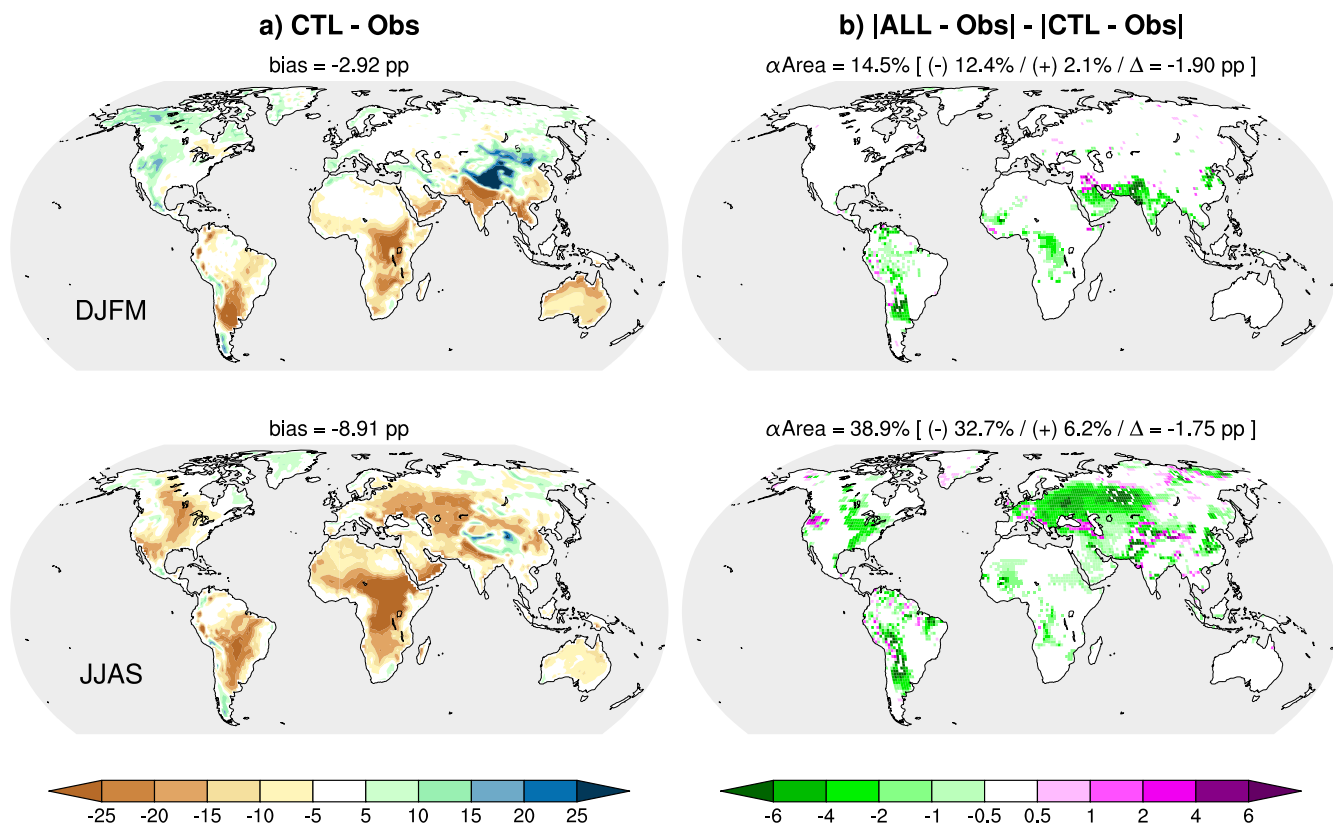 a) CTL - Obs
b) |ALL - Obs| - |CTL - Obs|
bias = -2.92 pp
αArea = 14.5% [ (-) 12.4% / (+) 2.1% / Δ = -1.90 pp ]
DJFM
bias = -8.91 pp
αArea = 38.9% [ (-) 32.7% / (+) 6.2% / Δ = -1.75 pp ]
JJAS
-25 -20 -15 -10 -5 5 10 15 20 25
-6 -4 -2 -1 -0.5 0.5 1 2 4 6